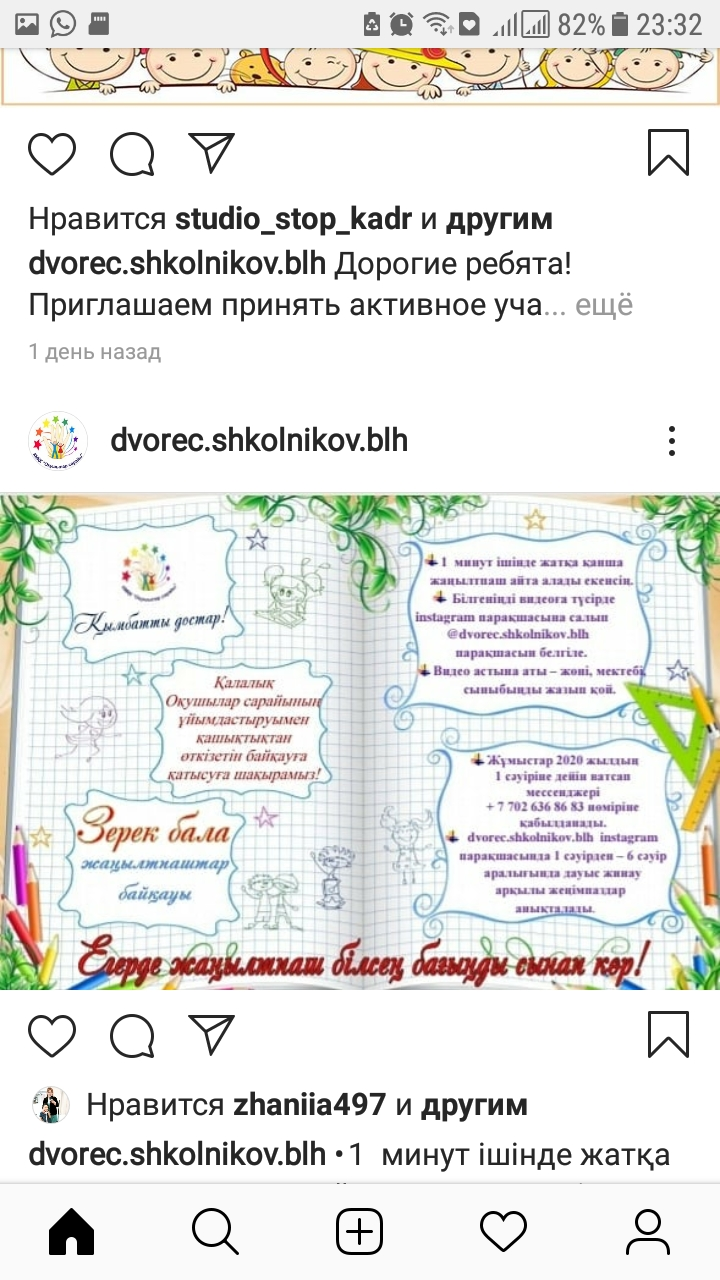 82% 23:32
Нравится studio_stop_kadr и другим
dvorec.shkolnikov.blh Дорогие ребята!
Приглашаем принять активное уча... ещё
1 день назад
dvorec.shkolnikov.blh
Қымбатты достар!
Қалалық
Оқушылар сарайының
ұйымдастыруымен
қашықтықтан
өткізетін байқауға
қатысуға шақырамыз!
Зерек бала
жаңылтпаштар
байқауы
1 минут ішінде жатқа қанша
жаңылтпаш айта алады екенсің.
Білгеніңді видеоға түсірде
instagram парақшасына салып
@dvorec.shkolnikov.blh
парақшасын белгіле.
Видео астына аты – жөні, мектебі,
сыныбыңды жазып қой.
Жұмыстар 2020 жылдың
1 сәуіріне дейін ватсап
мессенджері
+ 7 702 636 86 83 номіріне
қабылданады.
dvorec.shkolnikov.blh instagram
парақшасында 1 сәуірден – 6 сәуір
аралығында дауыс жинау
арқылы жеңімпаздар
анықталады.
Егерде жаңылтпаш білсең бағыңды сынап көр!
Нравится zhaniia497 и другим
dvorec.shkolnikov.blh •1 минут ішінде жатқа